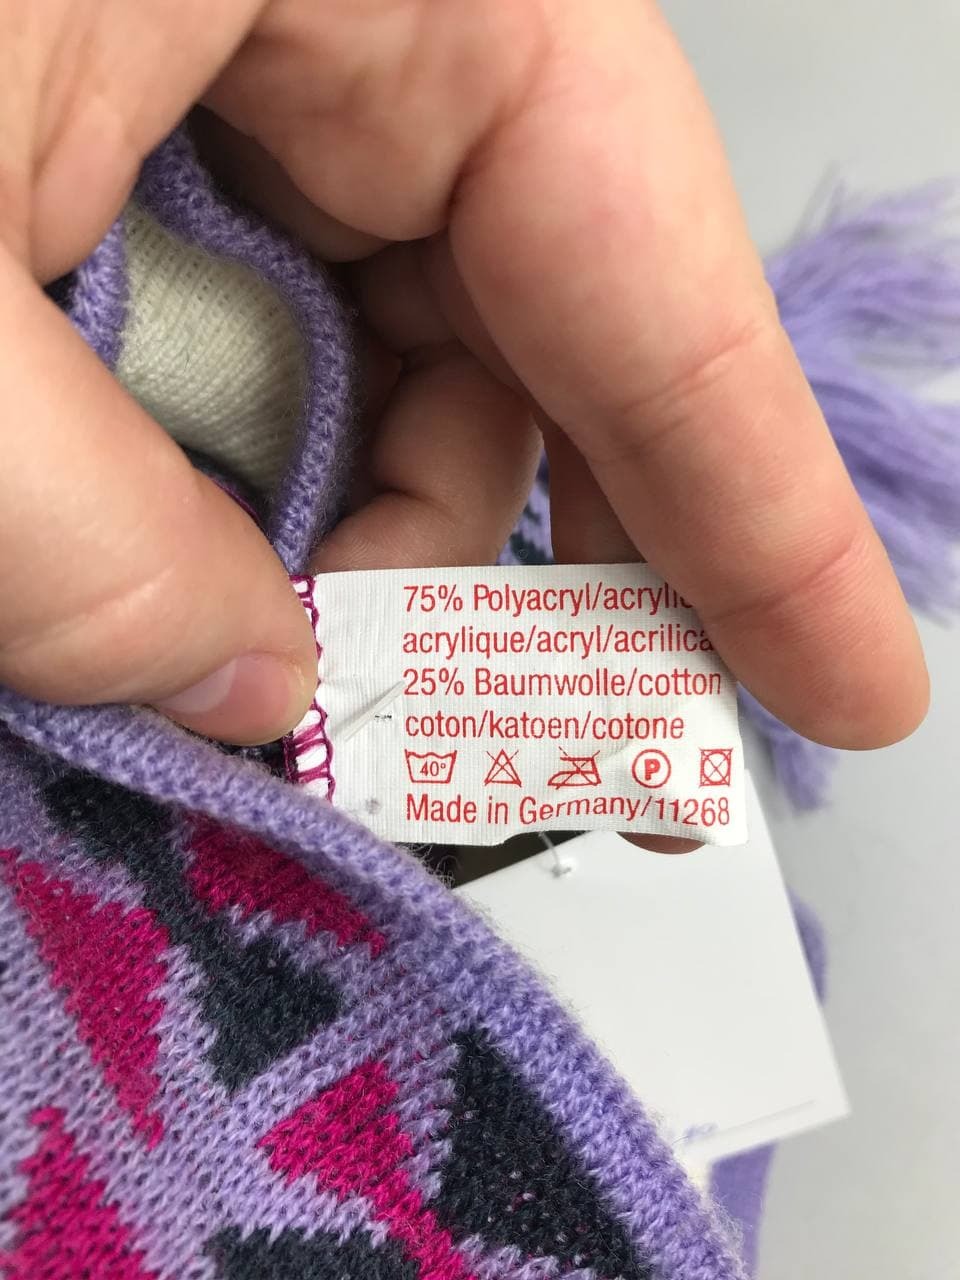 75% Polyacryl/acrylic
acrylique/acryl/acrilica
25% Baumwolle/cotton
coton/katoen/cotone
40° P
Made in Germany/11268